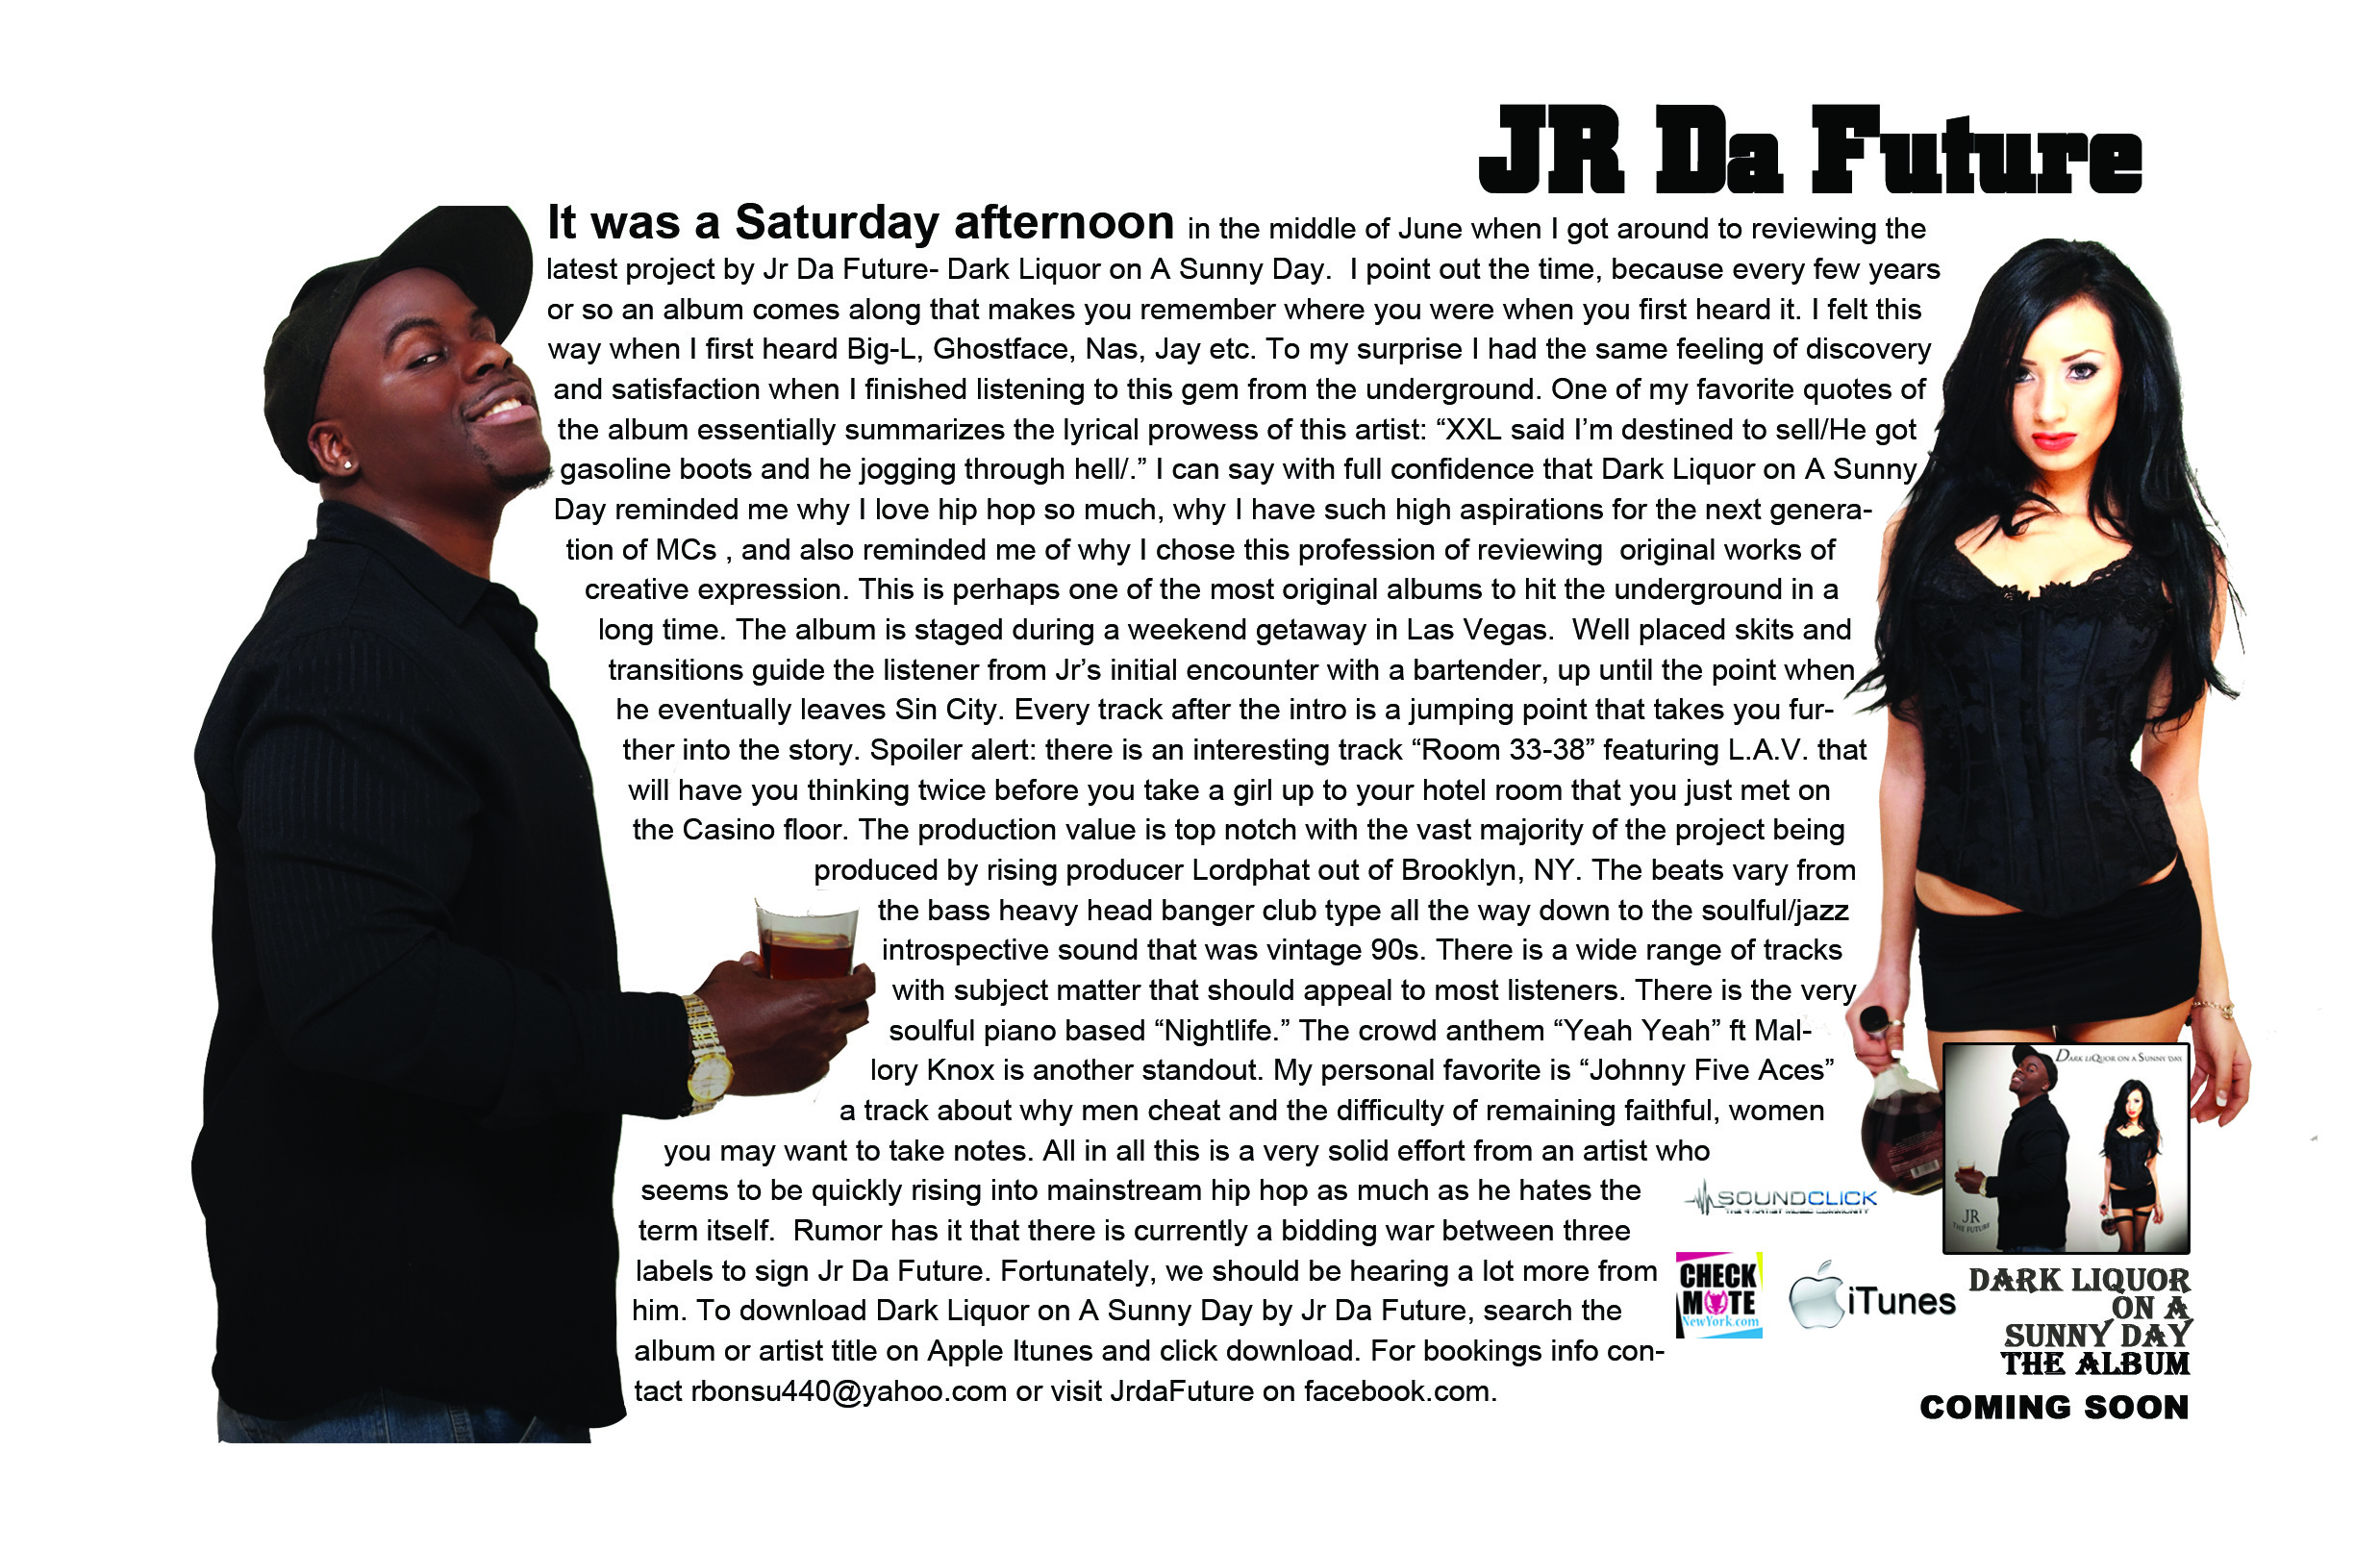 JR Da Future
It was a Saturday afternoon in the middle of June when I got around to reviewing the
latest project by Jr Da Future- Dark Liquor on A Sunny Day.  I point out the time, because every few years
or so an album comes along that makes you remember where you were when you first heard it. I felt this
way when I first heard Big-L, Ghostface, Nas, Jay etc. To my surprise I had the same feeling of discovery
and satisfaction when I finished listening to this gem from the underground. One of my favorite quotes of
the album essentially summarizes the lyrical prowess of this artist: “XXL said I’m destined to sell/He got
gasoline boots and he jogging through hell/.” I can say with full confidence that Dark Liquor on A Sunny
Day reminded me why I love hip hop so much, why I have such high aspirations for the next genera-
tion of MCs , and also reminded me of why I chose this profession of reviewing  original works of
creative expression. This is perhaps one of the most original albums to hit the underground in a
long time. The album is staged during a weekend getaway in Las Vegas.  Well placed skits and
transitions guide the listener from Jr’s initial encounter with a bartender, up until the point when
he eventually leaves Sin City. Every track after the intro is a jumping point that takes you fur-
ther into the story. Spoiler alert: there is an interesting track “Room 33-38” featuring L.A.V. that
will have you thinking twice before you take a girl up to your hotel room that you just met on
the Casino floor. The production value is top notch with the vast majority of the project being
produced by rising producer Lordphat out of Brooklyn, NY. The beats vary from
the bass heavy head banger club type all the way down to the soulful/jazz
introspective sound that was vintage 90s. There is a wide range of tracks
with subject matter that should appeal to most listeners. There is the very
soulful piano based “Nightlife.” The crowd anthem “Yeah Yeah” ft Mal-
lory Knox is another standout. My personal favorite is “Johnny Five Aces”
a track about why men cheat and the difficulty of remaining faithful, women
you may want to take notes. All in all this is a very solid effort from an artist who
seems to be quickly rising into mainstream hip hop as much as he hates the
term itself.  Rumor has it that there is currently a bidding war between three
labels to sign Jr Da Future. Fortunately, we should be hearing a lot more from
him. To download Dark Liquor on A Sunny Day by Jr Da Future, search the
album or artist title on Apple Itunes and click download. For bookings info con-
tact rbonsu440@yahoo.com or visit JrdaFuture on facebook.com.
SOUNDCLICK
CHECK
MATE
NewYork.com
iTunes
DARK LIQUOR ON A SUNNY DAY
JR
THE FUTURE
DARK LIQUOR
ON A
SUNNY DAY
THE ALBUM
COMING SOON